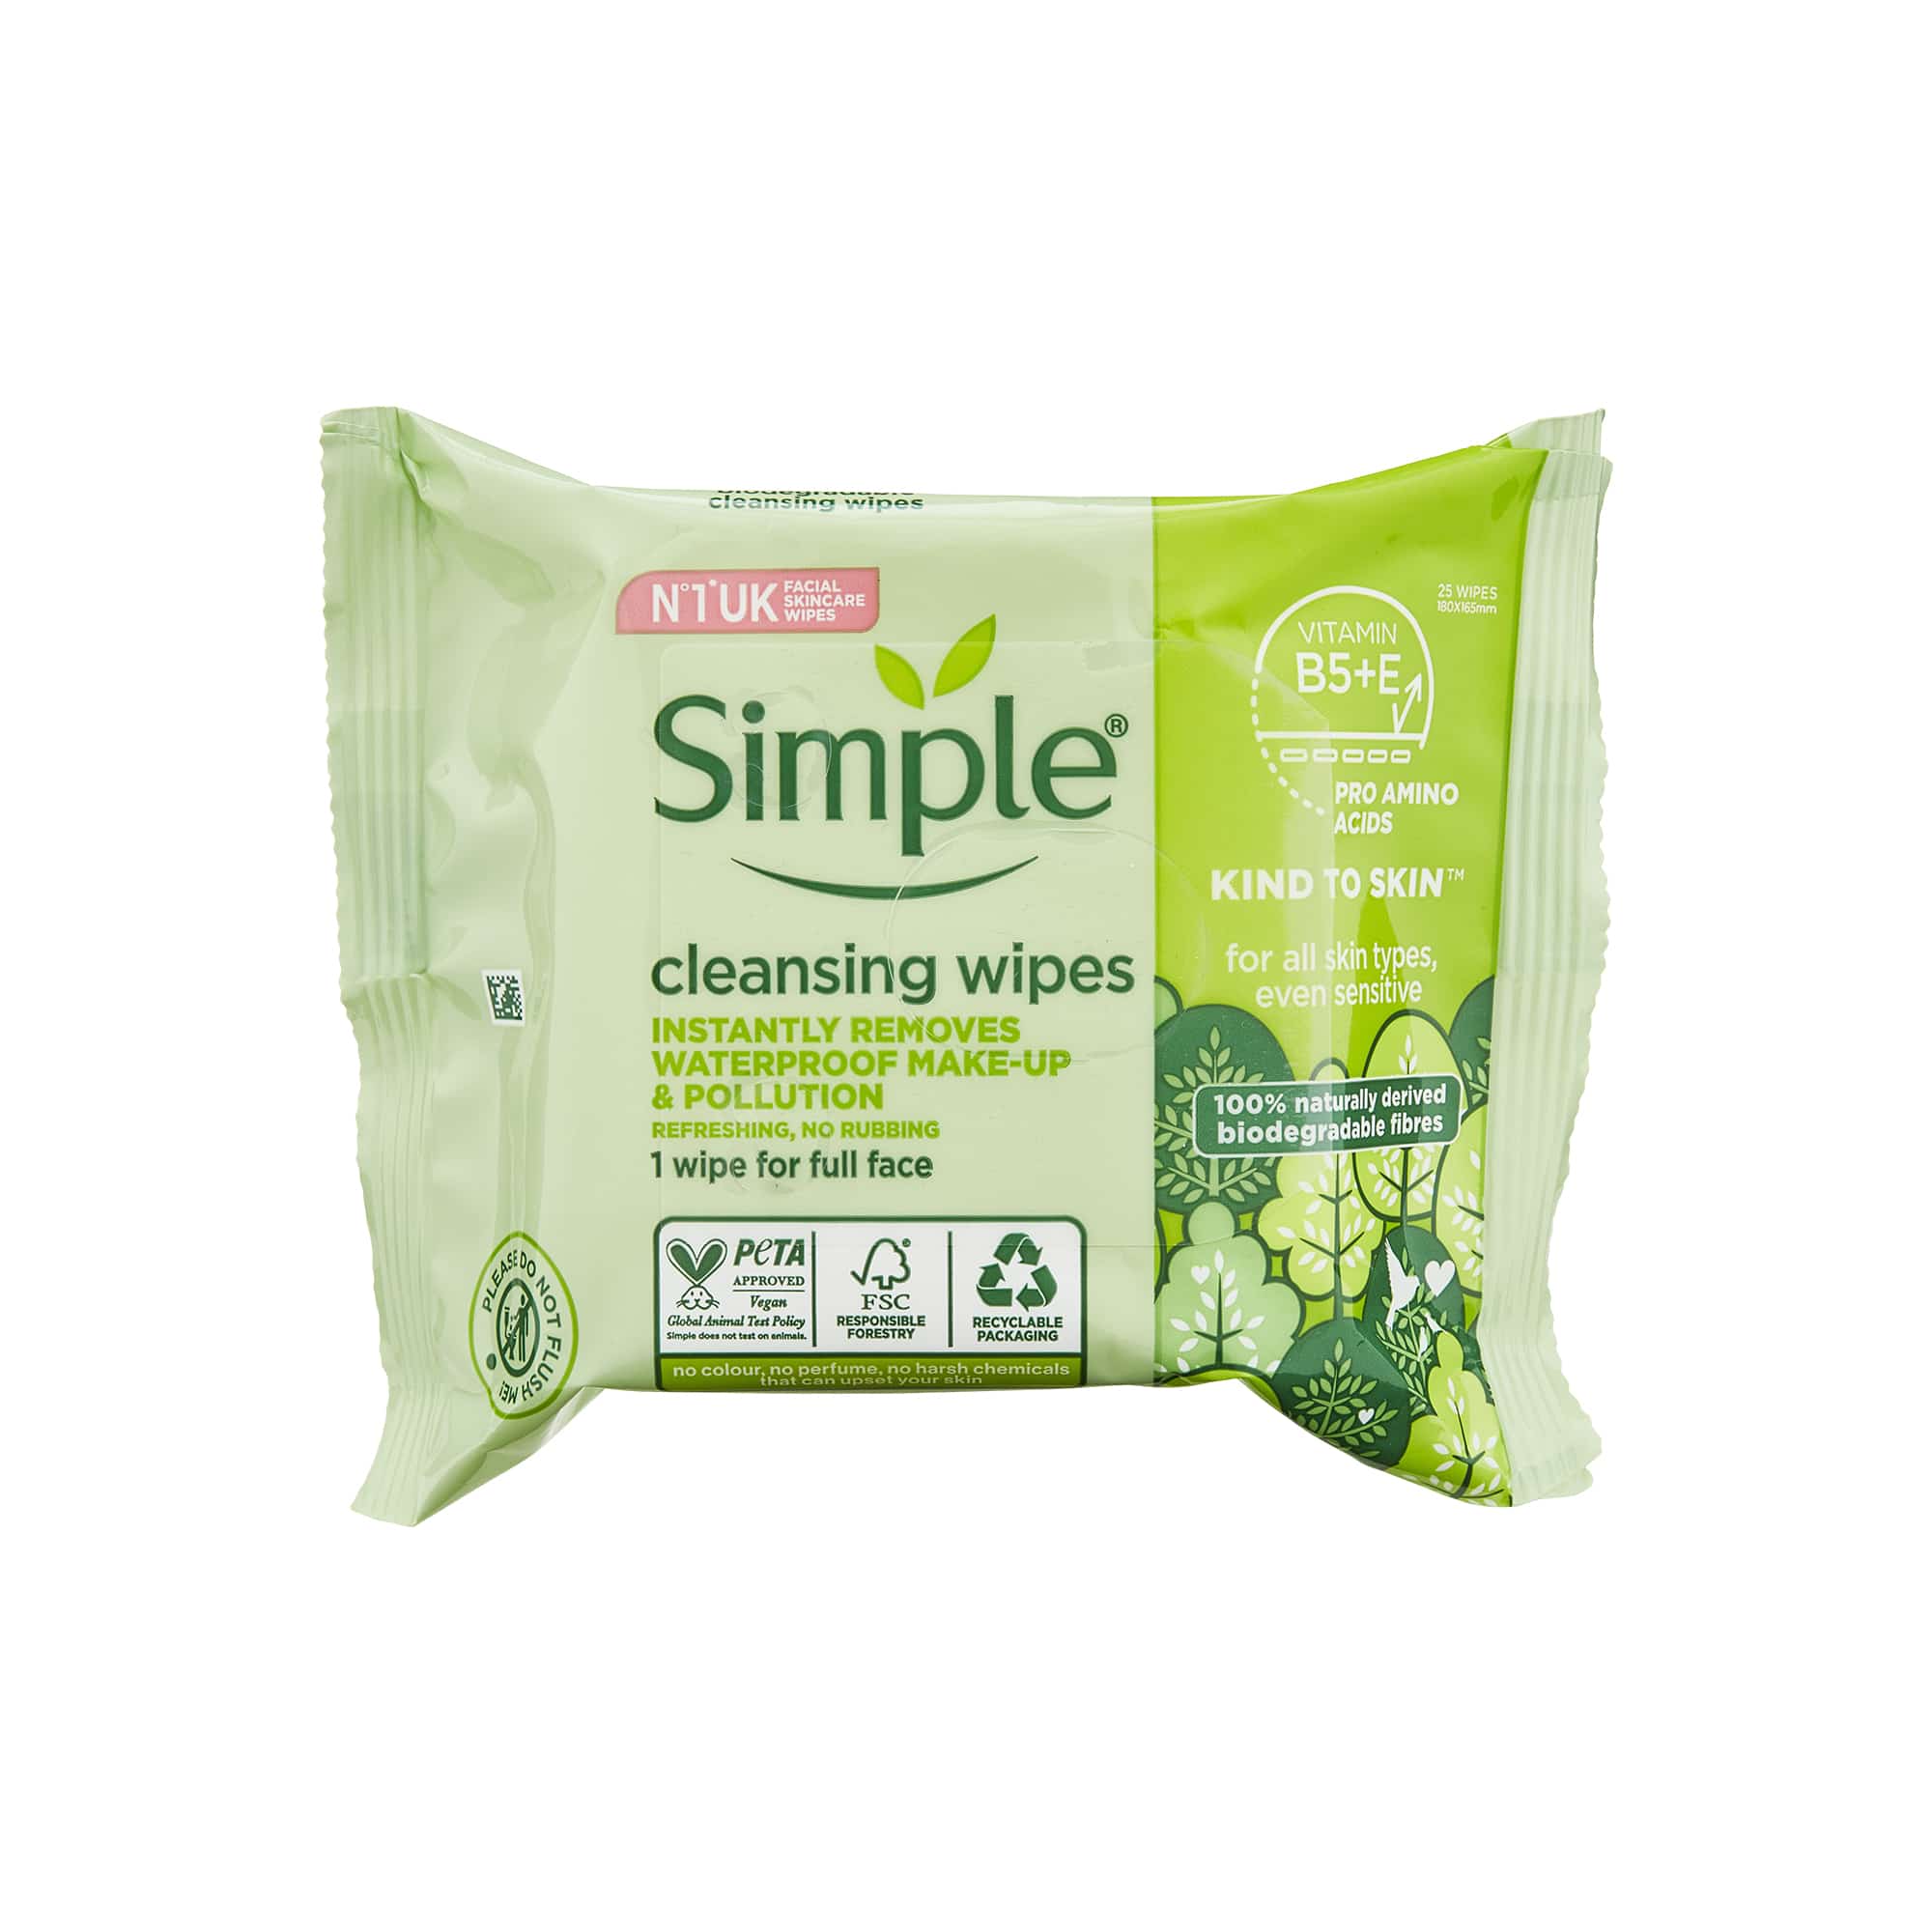 biodegradable
cleansing wipes
N°1* UK FACIAL
SKINCARE
WIPES
Simple®
cleansing wipes
INSTANTLY REMOVES
WATERPROOF MAKE-UP
& POLLUTION
REFRESHING, NO RUBBING
1 wipe for full face
PETA
APPROVED
Vegan
Global Animal Test Policy
Simple does not test on animals.
FSC
RESPONSIBLE
FORESTRY
RECYCLABLE
PACKAGING
no colour, no perfume, no harsh chemicals
that can upset your skin
PLEASE DO NOT FLUSH ME!
25 WIPES
180X165mm
VITAMIN
B5+E
PRO AMINO
ACIDS
KIND TO SKIN™
for all skin types,
even sensitive
100% naturally derived
biodegradable fibres